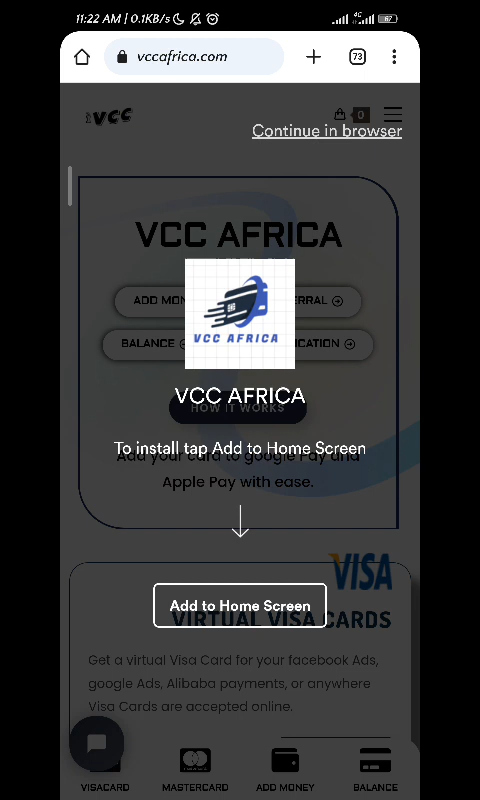 11:22 AM | 0.1KB/s
4G
67
vccafrica.com
73
VCC
0
Continue in browser
VCC AFRICA
ADD MON
ERRAL
BALANCE
ICATION
VCC AFRICA
VCC AFRICA
HOW IT WORKS
To install tap Add to Home Screen
Add your card to google Pay and
Apple Pay with ease.
VISA
Add to Home Screen
VIRTUAL VISA CARDS
Get a virtual Visa Card for your facebook Ads,
google Ads, Alibaba payments, or anywhere
Visa Cards are accepted online.
VISACARD
MASTERCARD
ADD MONEY
BALANCE